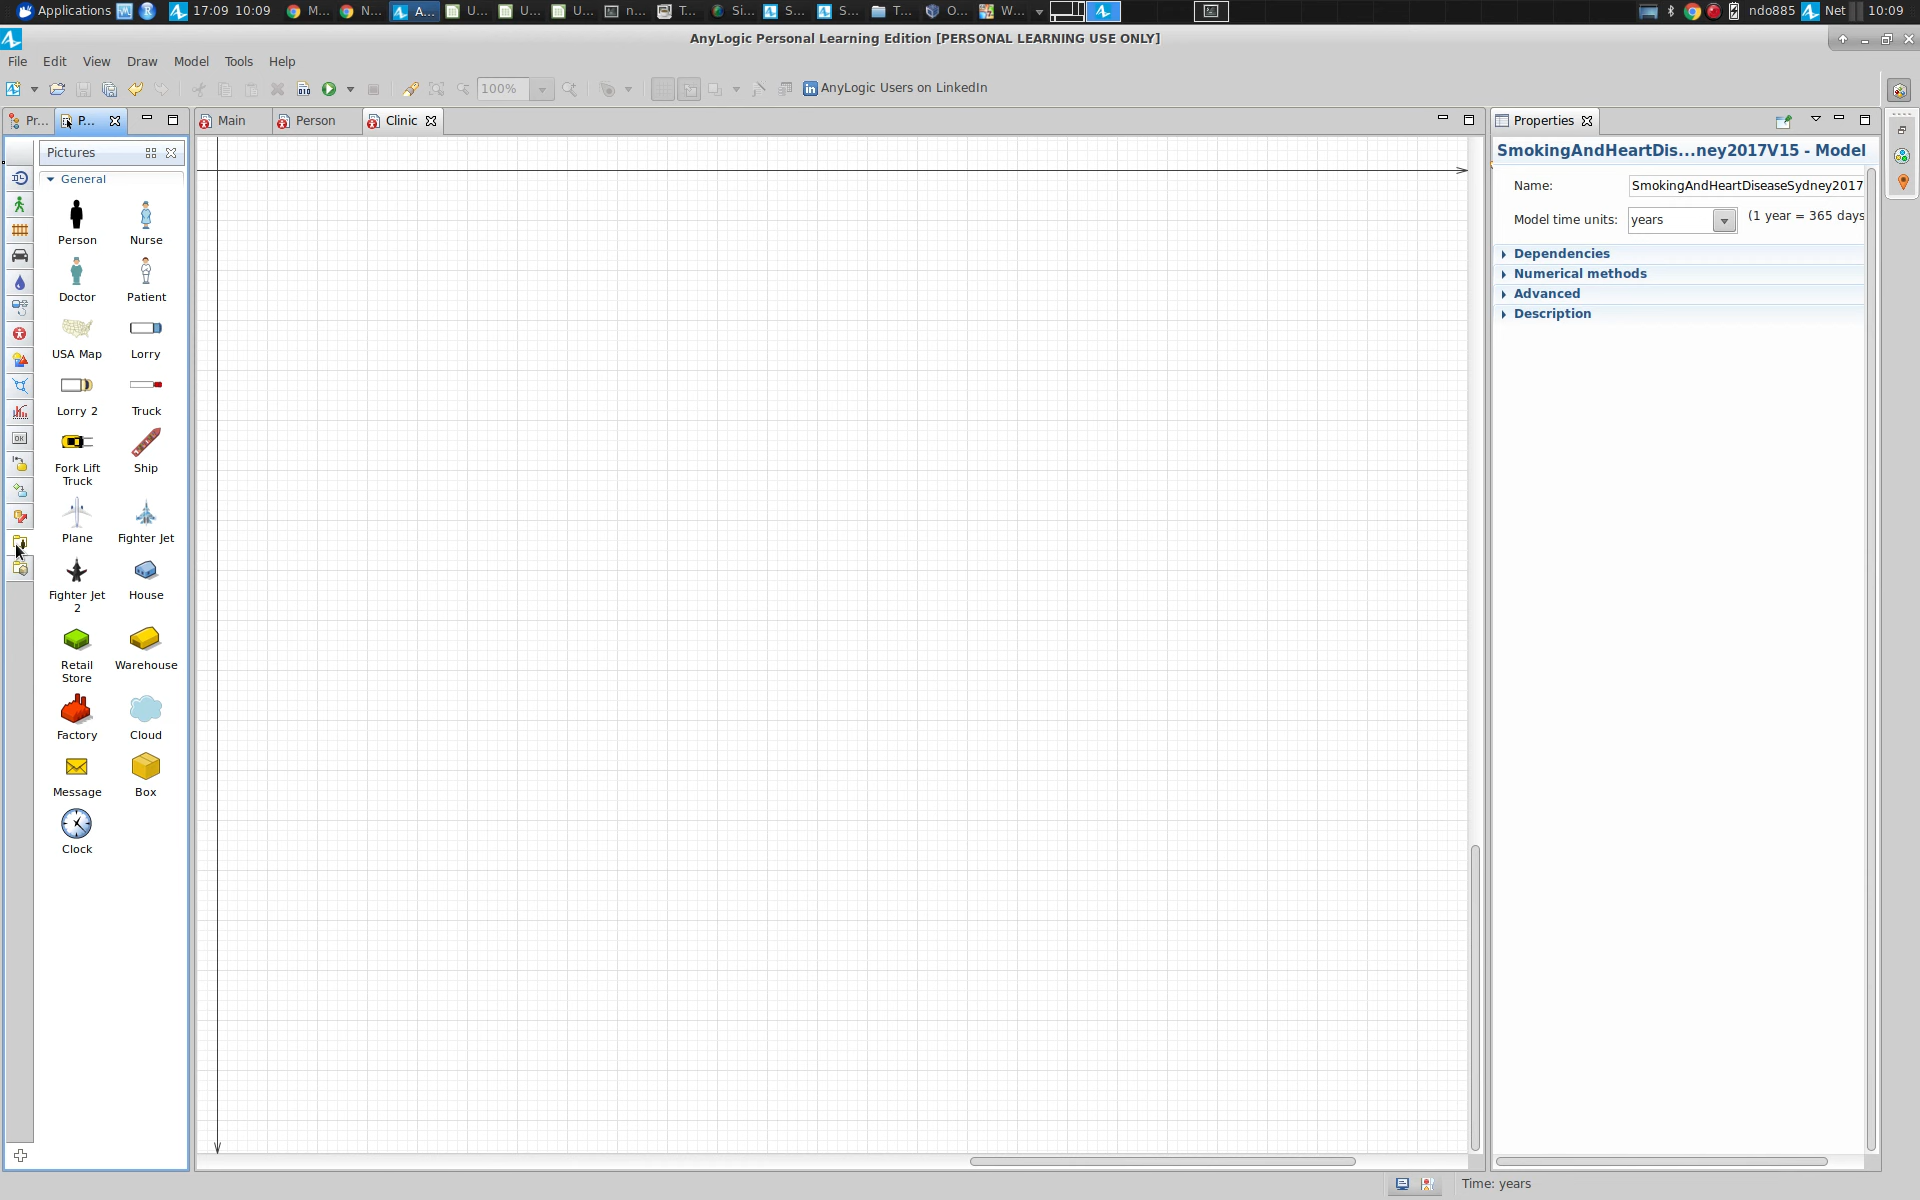 Applications 17:09 10:09 M... N... A... U... U... U... n... T... Si... S... S... T... O... W... ndo885 Net 10:09
AnyLogic Personal Learning Edition [PERSONAL LEARNING USE ONLY]
File Edit View Draw Model Tools Help
100% AnyLogic Users on LinkedIn
Pr... P... Main Person Clinic Properties
Pictures
General
Person Nurse
Doctor Patient
USA Map Lorry
Lorry 2 Truck
Fork Lift Truck Ship
Plane Fighter Jet
Fighter Jet 2 House
Retail Store Warehouse
Factory Cloud
Message Box
Clock
OK
SmokingAndHeartDis...ney2017V15 - Model
Name: SmokingAndHeartDiseaseSydney2017
Model time units: years (1 year = 365 days
Dependencies
Numerical methods
Advanced
Description
Time: years